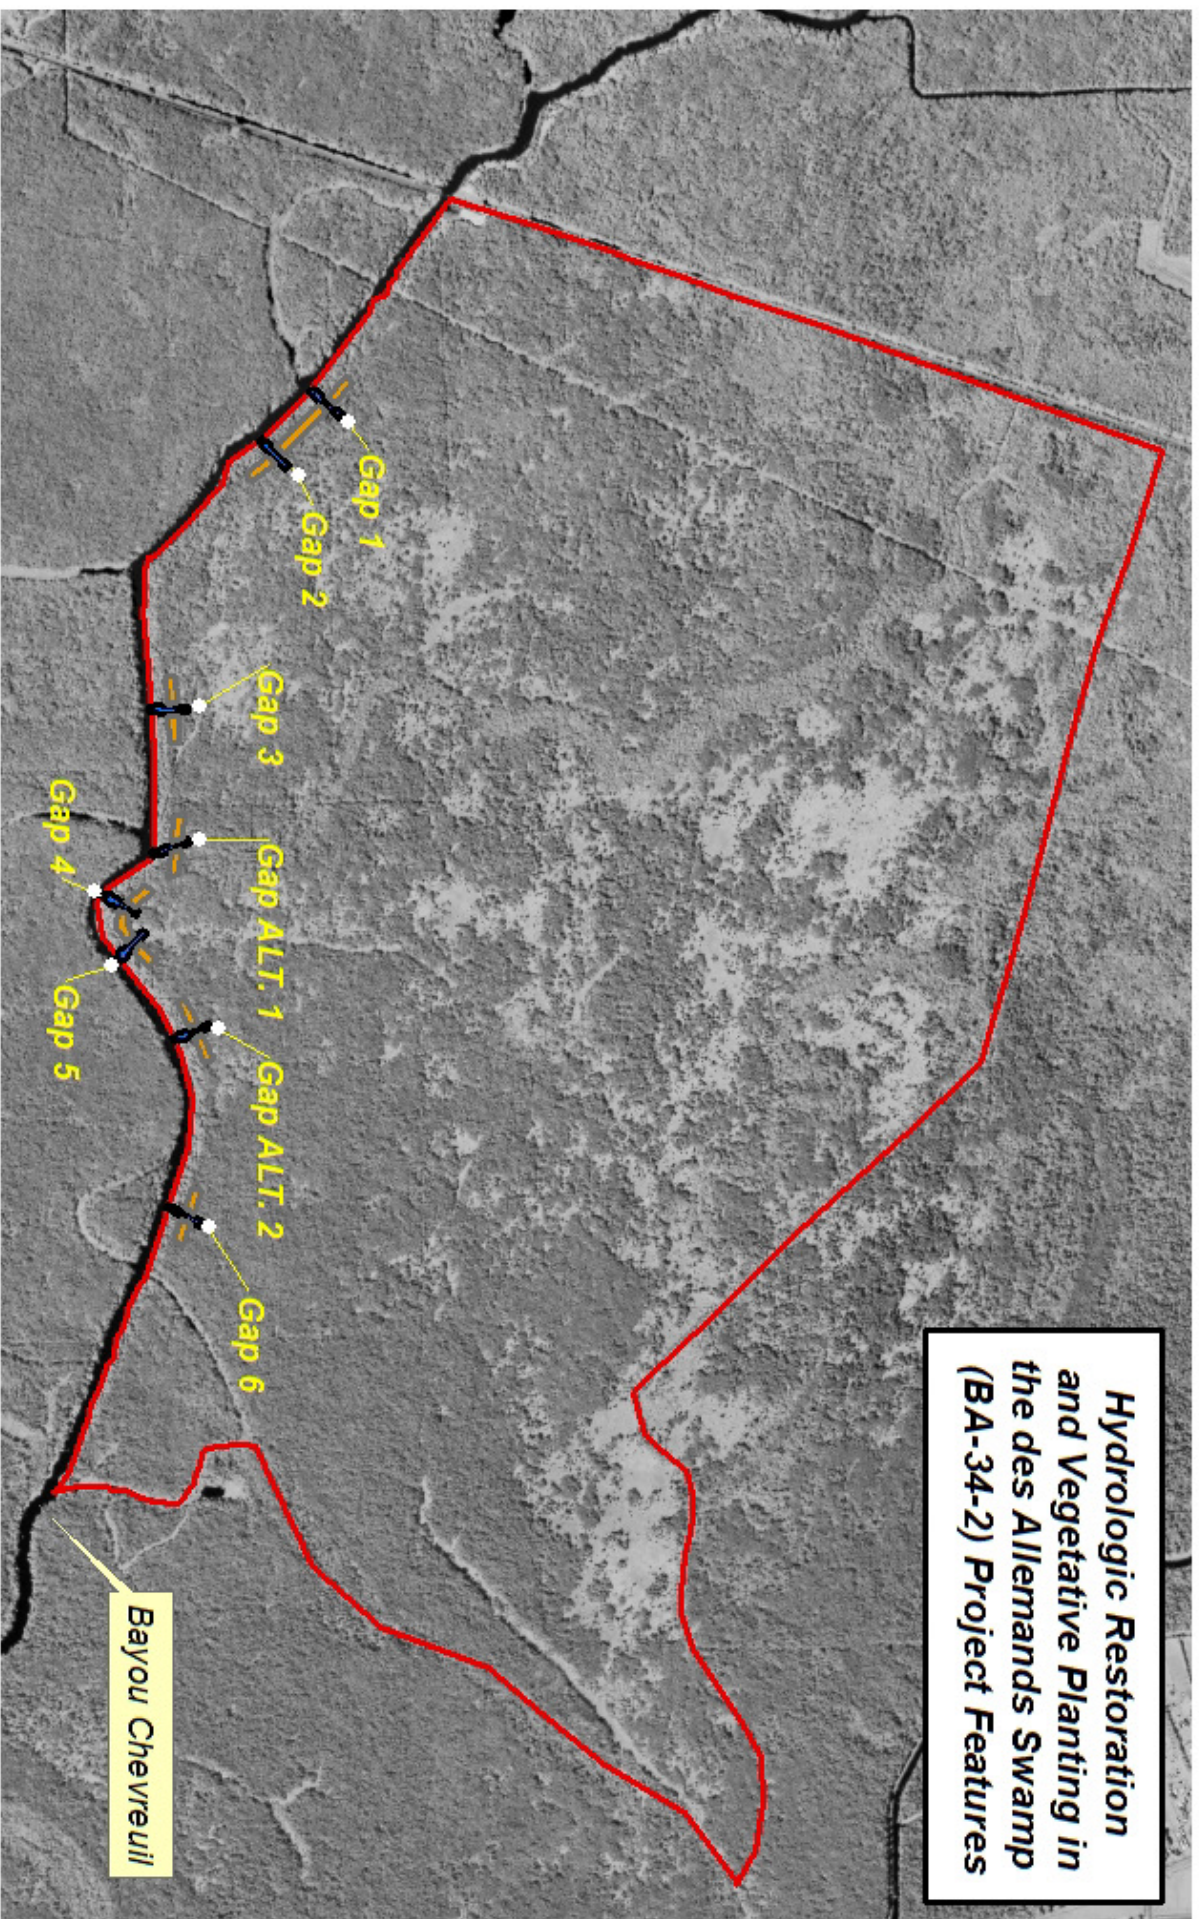 Hydrologic Restoration
and Vegetative Planting in
the des Allemands Swamp
(BA-34-2) Project Features
Gap 1
Gap 2
Gap 3
Gap ALT. 1
Gap 4
Gap 5
Gap ALT. 2
Gap 6
Bayou Chevreuil